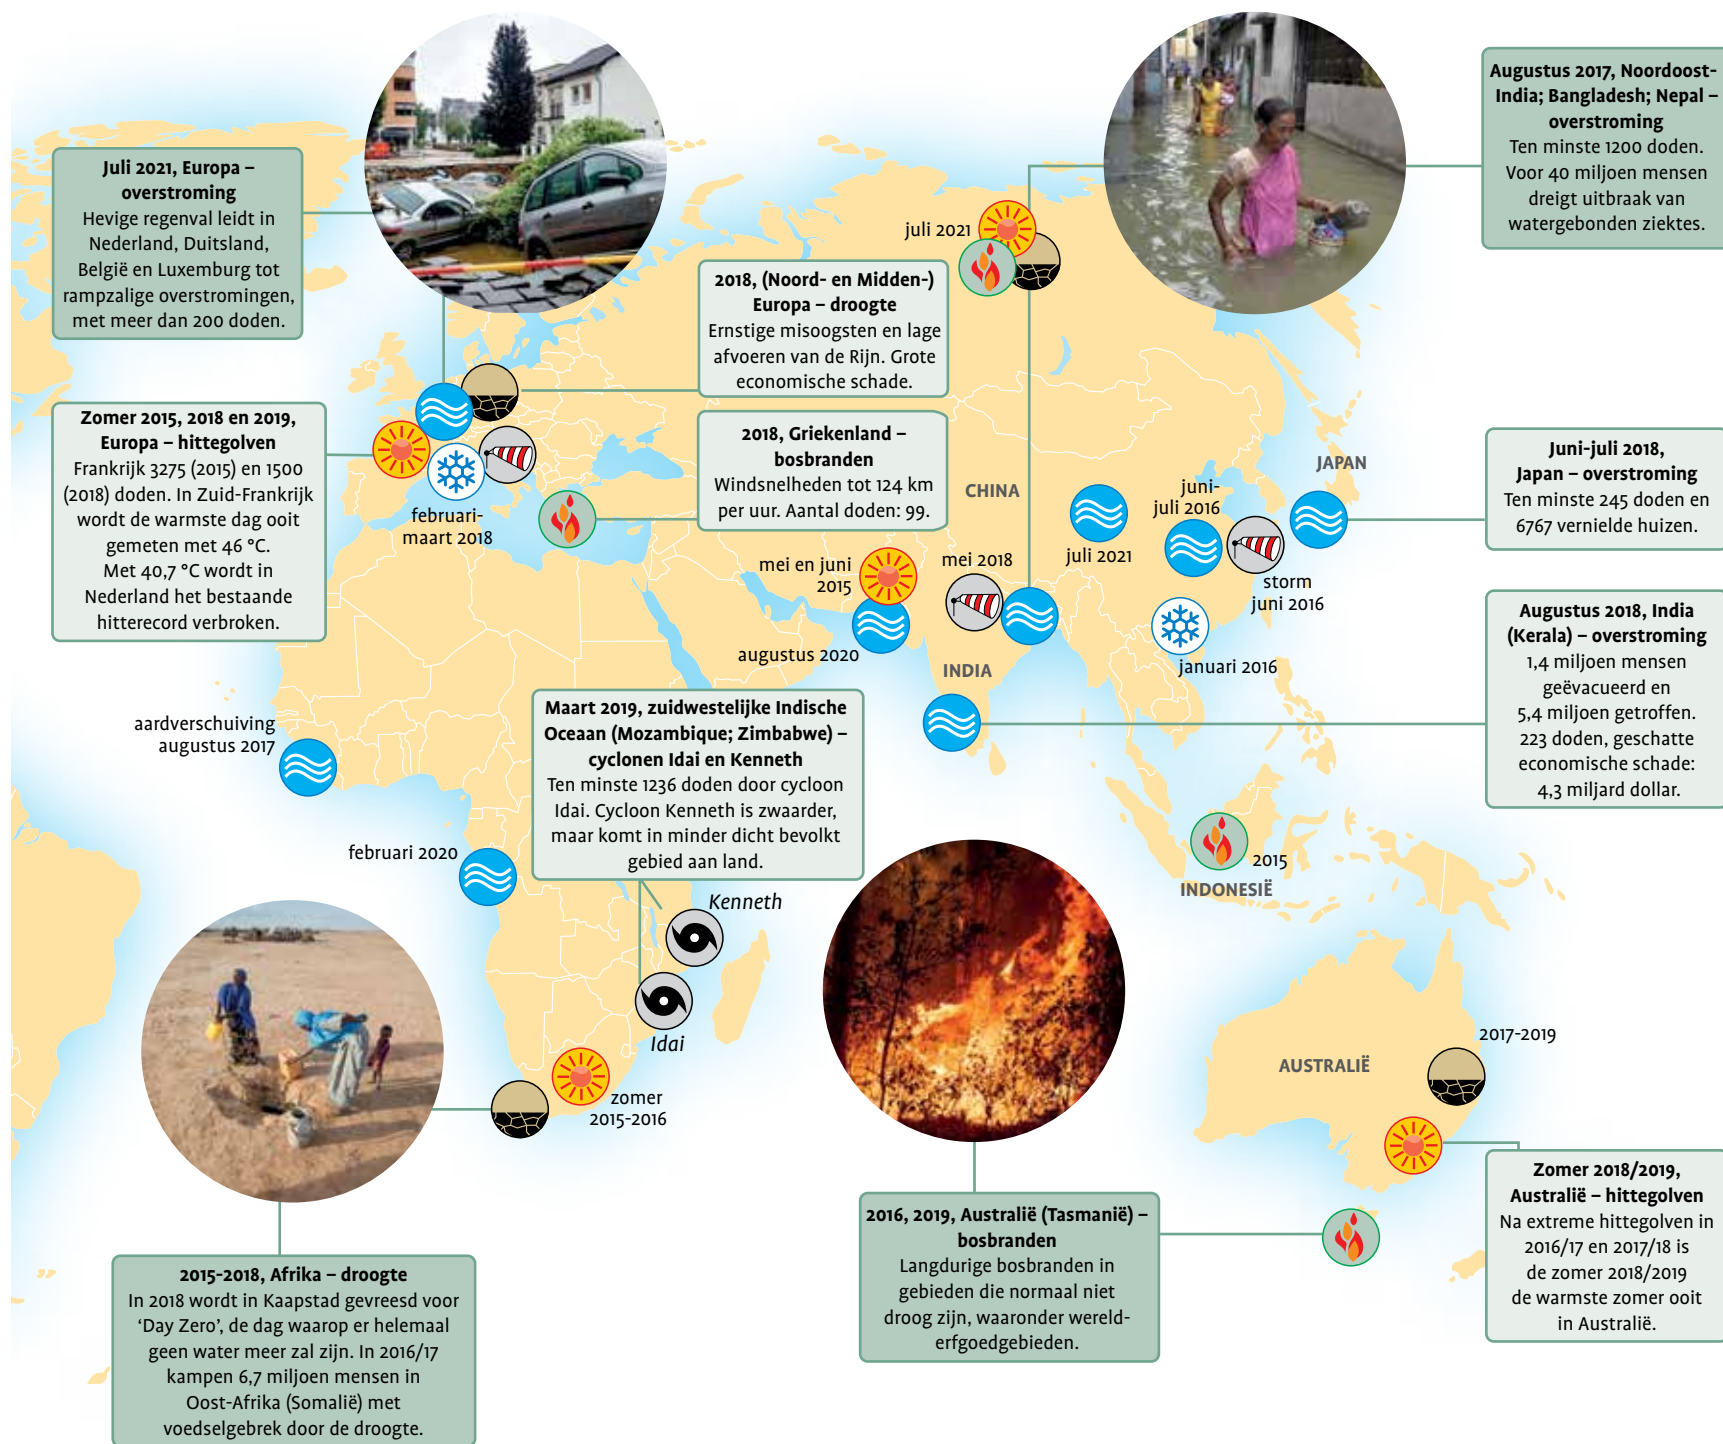 Juli 2021, Europa –
overstroming
Hevige regenval leidt in
Nederland, Duitsland,
België en Luxemburg tot
rampzalige overstromingen,
met meer dan 200 doden.
Augustus 2017, Noordoost-
India; Bangladesh; Nepal –
overstroming
Ten minste 1200 doden.
Voor 40 miljoen mensen
dreigt uitbraak van
watergebonden ziektes.
juli 2021
2018, (Noord- en Midden-)
Europa – droogte
Ernstige misoogsten en lage
afvoeren van de Rijn. Grote
economische schade.
Zomer 2015, 2018 en 2019,
Europa – hittegolven
Frankrijk 3275 (2015) en 1500
(2018) doden. In Zuid-Frankrijk
wordt de warmste dag ooit
gemeten met 46 °C.
Met 40,7 °C wordt in
Nederland het bestaande
hitterecord verbroken.
februari-
maart 2018
2018, Griekenland –
bosbranden
Windsnelheden tot 124 km
per uur. Aantal doden: 99.
CHINA
JAPAN
Juni-juli 2018,
Japan – overstroming
Ten minste 245 doden en
6767 vernielde huizen.
juni-
juli 2016
juli 2021
storm
juni 2016
mei en juni
2015
mei 2018
augustus 2020
INDIA
januari 2016
Augustus 2018, India
(Kerala) – overstroming
1,4 miljoen mensen
geëvacueerd en
5,4 miljoen getroffen.
223 doden, geschatte
economische schade:
4,3 miljard dollar.
aardverschuiving
augustus 2017
Maart 2019, zuidwestelijke Indische
Oceaan (Mozambique; Zimbabwe) –
cyclonen Idai en Kenneth
Ten minste 1236 doden door cycloon
Idai. Cycloon Kenneth is zwaarder,
maar komt in minder dicht bevolkt
gebied aan land.
februari 2020
Kenneth
Idai
2015
INDONESIË
zomer
2015-2016
AUSTRALIË
2017-2019
Zomer 2018/2019,
Australië – hittegolven
Na extreme hittegolven in
2016/17 en 2017/18 is
de zomer 2018/2019
de warmste zomer ooit
in Australië.
2016, 2019, Australië (Tasmanië) –
bosbranden
Langdurige bosbranden in
gebieden die normaal niet
droog zijn, waaronder wereld-
erfgoedgebieden.
2015-2018, Afrika – droogte
In 2018 wordt in Kaapstad gevreesd voor
‘Day Zero’, de dag waarop er helemaal
geen water meer zal zijn. In 2016/17
kampen 6,7 miljoen mensen in
Oost-Afrika (Somalië) met
voedselgebrek door de droogte.